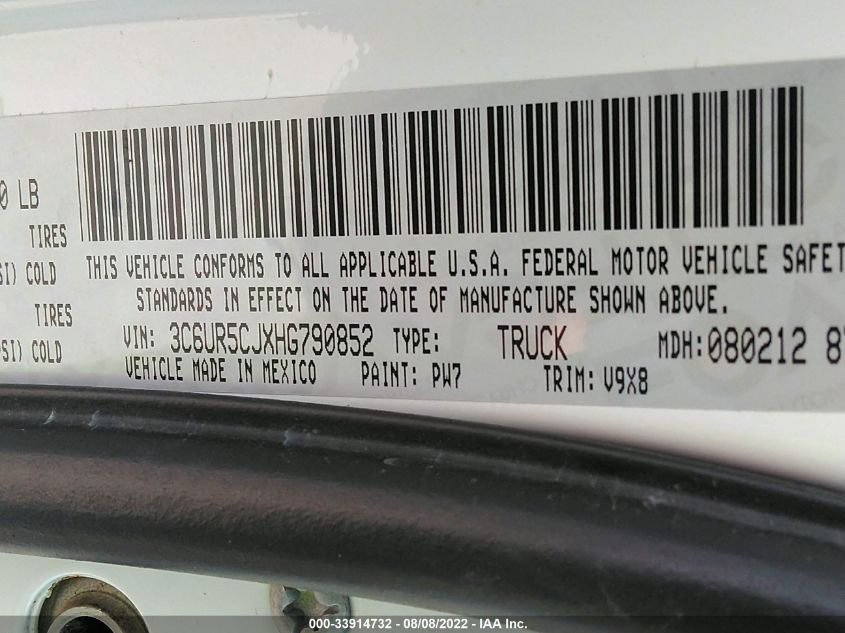 0 LB
TIRES
SI) COLD
TIRES
PSI) COLD
THIS VEHICLE CONFORMS TO ALL APPLICABLE U.S.A. FEDERAL MOTOR VEHICLE SAFET
STANDARDS IN EFFECT ON THE DATE OF MANUFACTURE SHOWN ABOVE.
VIN: 3C6UR5CJXHG790852 TYPE: TRUCK MDH: 080212 87
VEHICLE MADE IN MEXICO PAINT: PW7 TRIM: V9X8
000-33914732 - 08/08/2022 - IAA Inc.